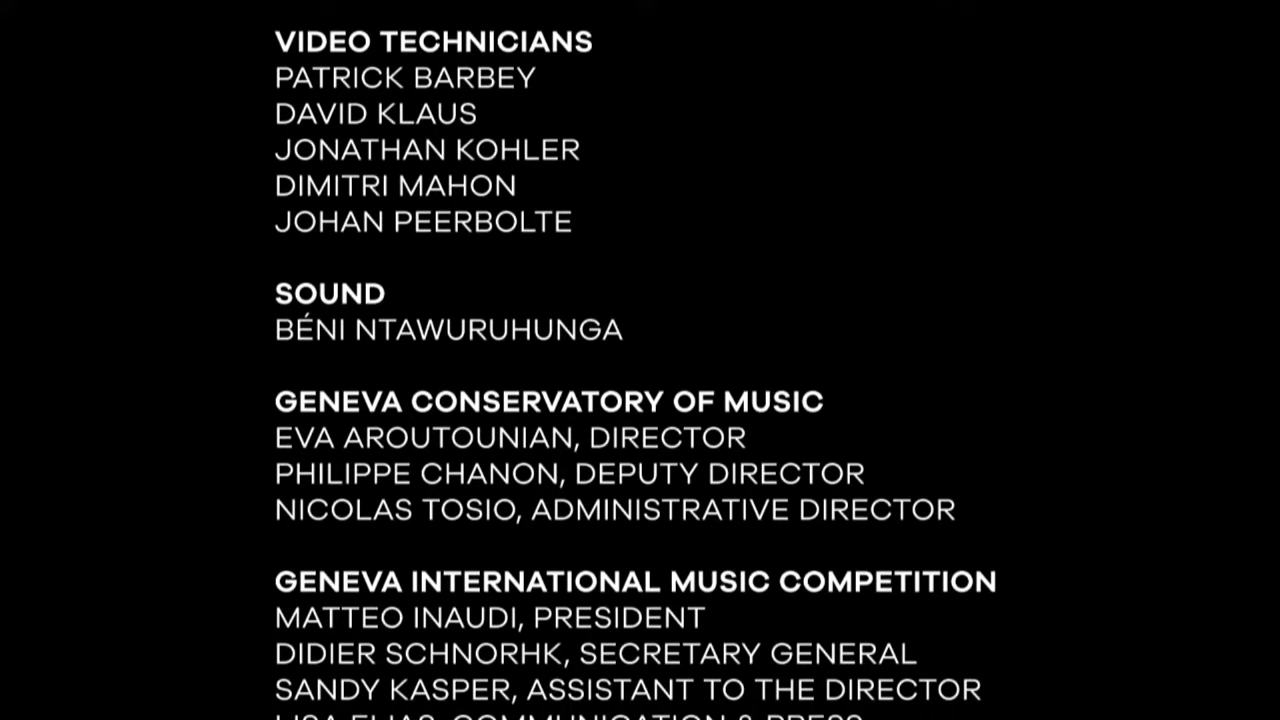 VIDEO TECHNICIANS
PATRICK BARBEY
DAVID KLAUS
JONATHAN KOHLER
DIMITRI MAHON
JOHAN PEERBOLTE
SOUND
BÉNI NTAWURUHUNGA
GENEVA CONSERVATORY OF MUSIC
EVA AROUTOUNIAN, DIRECTOR
PHILIPPE CHANON, DEPUTY DIRECTOR
NICOLAS TOSIO, ADMINISTRATIVE DIRECTOR
GENEVA INTERNATIONAL MUSIC COMPETITION
MATTEO INAUDI, PRESIDENT
DIDIER SCHNORHK, SECRETARY GENERAL
SANDY KASPER, ASSISTANT TO THE DIRECTOR
COMMUNICATION & PRESS